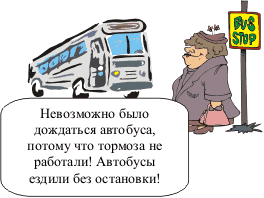 BUS
STOP
Невозможно было
дождаться автобуса,
потому что тормоза не
работали! Автобусы
ездили без остановки!